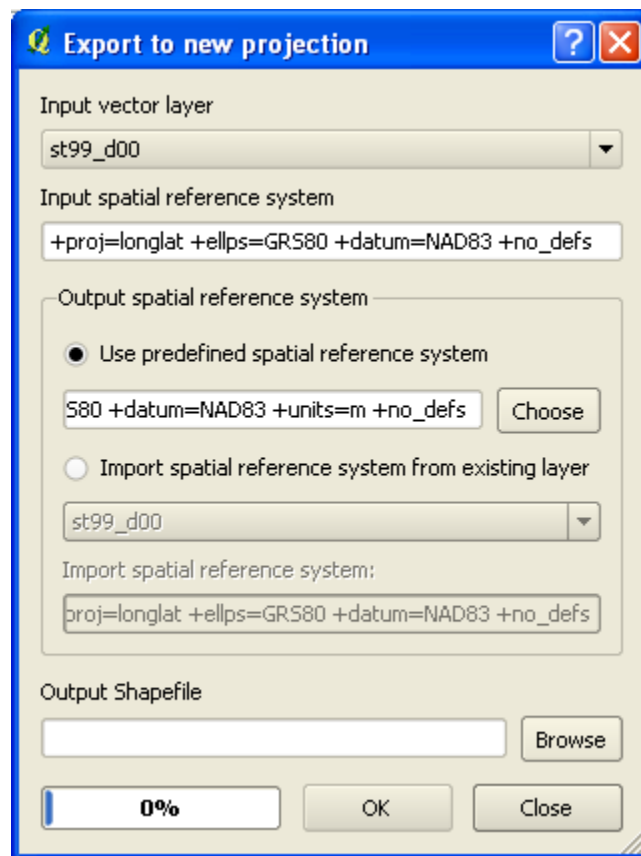 Export to new projection
Input vector layer
st99_d00
Input spatial reference system
+proj=longlat +ellps=GRS80 +datum=NAD83 +no_defs
Output spatial reference system
Use predefined spatial reference system
S80 +datum=NAD83 +units=m +no_defs
Choose
Import spatial reference system from existing layer
st99_d00
Import spatial reference system:
proj=longlat +ellps=GRS80 +datum=NAD83 +no_defs
Output Shapefile
Browse
0%
OK
Close